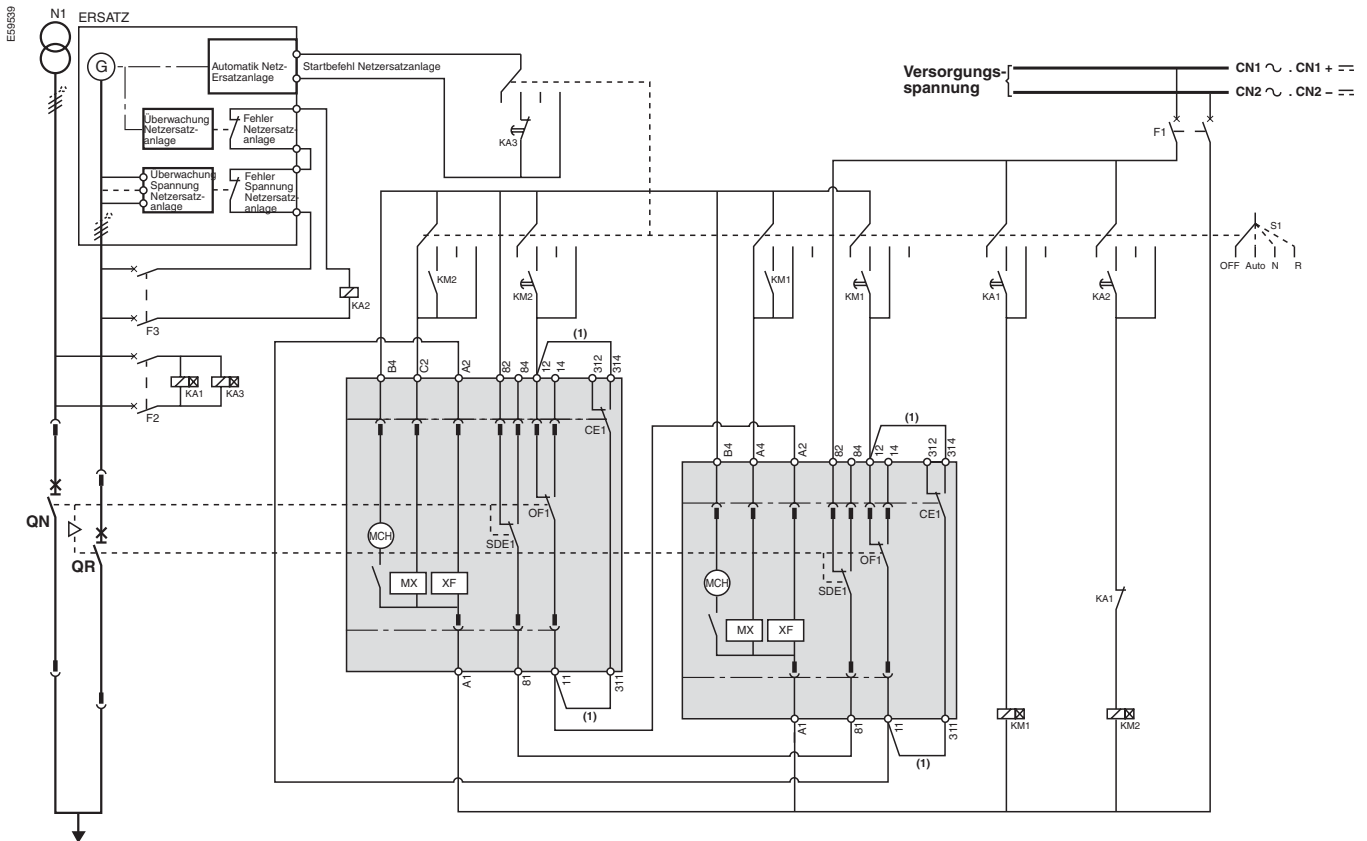 E59539
N1
ERSATZ
G
Automatik Netz-
Ersatzanlage
Startbefehl Netzersatzanlage
Überwachung
Netzersatz-
anlage
Fehler
Netzersatz-
anlage
Überwachung
Spannung
Netzersatz-
anlage
Fehler
Spannung
Netzersatz-
anlage
KA3
Versorgungs-
spannung
CN1 ∿ . CN1 + ⎓
CN2 ∿ . CN2 – ⎓
F1
S1
OFF Auto N R
KM2
KM2
KM1
KM1
KA1
KA2
KA2
F3
KA1
KA3
F2
(1)
B4
C2
A2
82
84
12
14
312
314
CE1
(1)
B4
A4
A2
82
84
12
14
312
314
CE1
QN
QR
MCH
OF1
SDE1
MX
XF
MCH
OF1
SDE1
MX
XF
KA1
A1
81
11
311
(1)
A1
81
11
311
(1)
KM1
KM2